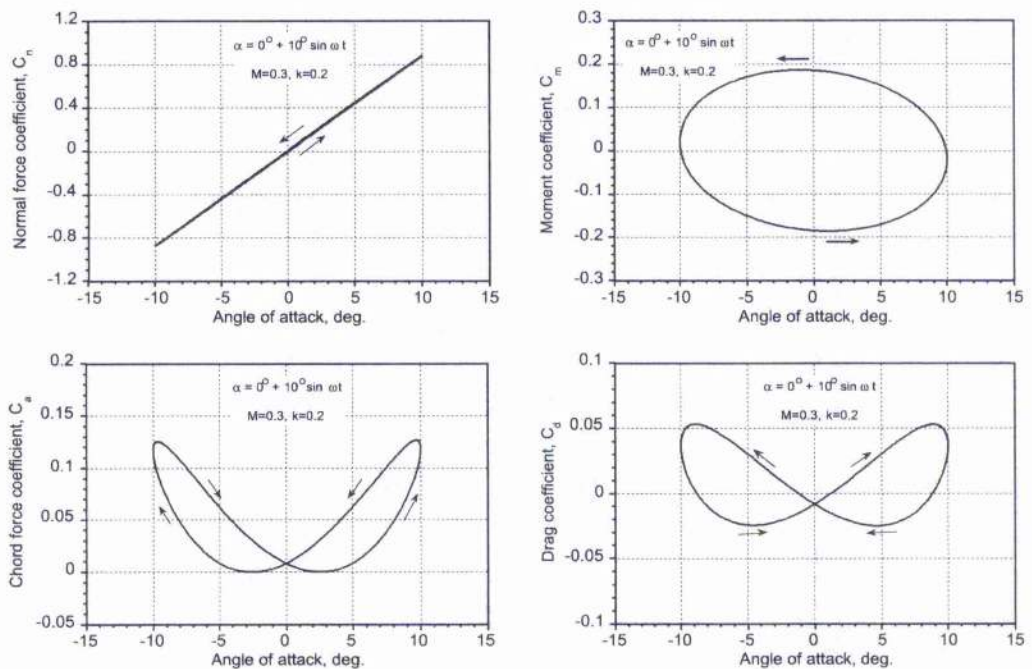 Normal force coefficient, Cn
1.2
0.8
0.4
0
-0.4
-0.8
-1.2
α = 0° + 10° sin ω t
M=0.3, k=0.2
-15 -10 -5 0 5 10 15
Angle of attack, deg.
Moment coefficient, Cm
0.3
0.2
0.1
0
-0.1
-0.2
-0.3
α = 0° + 10° sin ωt
M=0.3, k=0.2
-15 -10 -5 0 5 10 15
Angle of attack, deg.
Chord force coefficient, Ca
0.2
0.15
0.1
0.05
0
-0.05
α = 0° + 10° sin ω t
M=0.3, k=0.2
-15 -10 -5 0 5 10 15
Angle of attack, deg.
Drag coefficient, Cd
0.1
0.05
0
-0.05
-0.1
α = 0° + 10° sin ω t
M=0.3, k=0.2
-15 -10 -5 0 5 10 15
Angle of attack, deg.